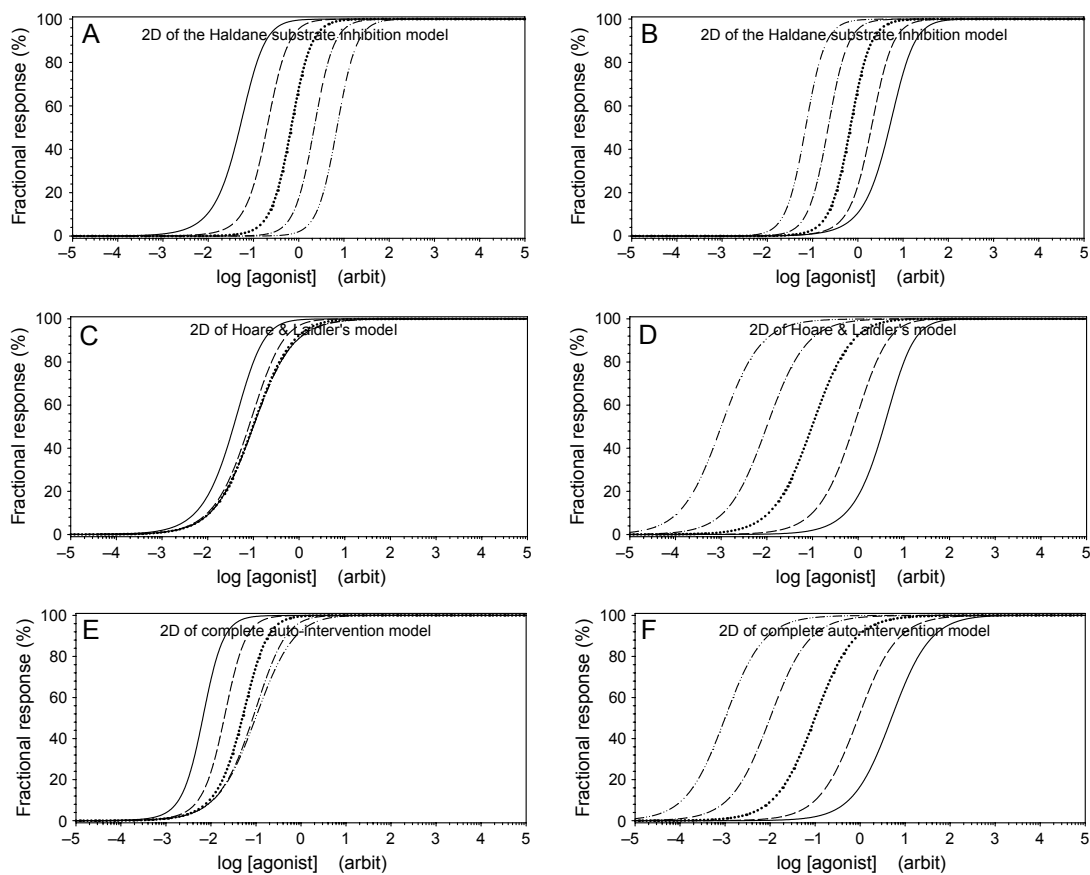 A
2D of the Haldane substrate inhibition model
Fractional response (%)
100
80
60
40
20
0
–5 –4 –3 –2 –1 0 1 2 3 4 5
log [agonist] (arbit)
B
2D of the Haldane substrate inhibition model
Fractional response (%)
100
80
60
40
20
0
–5 –4 –3 –2 –1 0 1 2 3 4 5
log [agonist] (arbit)
C
2D of Hoare & Laidler's model
Fractional response (%)
100
80
60
40
20
0
–5 –4 –3 –2 –1 0 1 2 3 4 5
log [agonist] (arbit)
D
2D of Hoare & Laidler's model
Fractional response (%)
100
80
60
40
20
0
–5 –4 –3 –2 –1 0 1 2 3 4 5
log [agonist] (arbit)
E
2D of complete auto-intervention model
Fractional response (%)
100
80
60
40
20
0
–5 –4 –3 –2 –1 0 1 2 3 4 5
log [agonist] (arbit)
F
2D of complete auto-intervention model
Fractional response (%)
100
80
60
40
20
0
–5 –4 –3 –2 –1 0 1 2 3 4 5
log [agonist] (arbit)